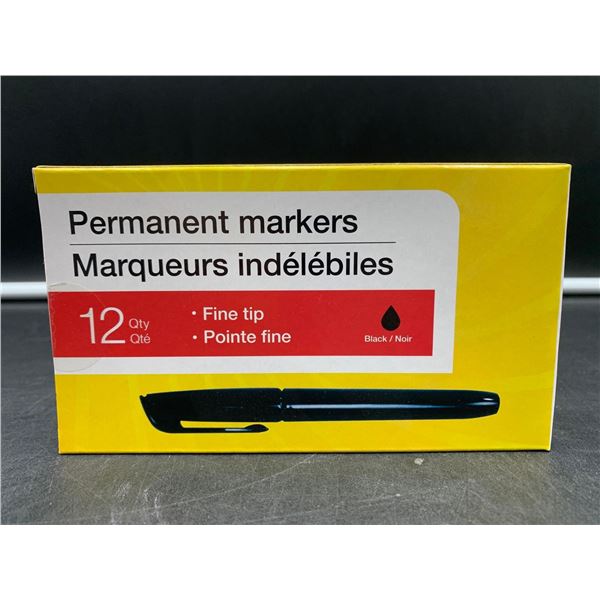 Permanent markers
Marqueurs indélébiles
12 Qty
Qté
• Fine tip
• Pointe fine
Black / Noir